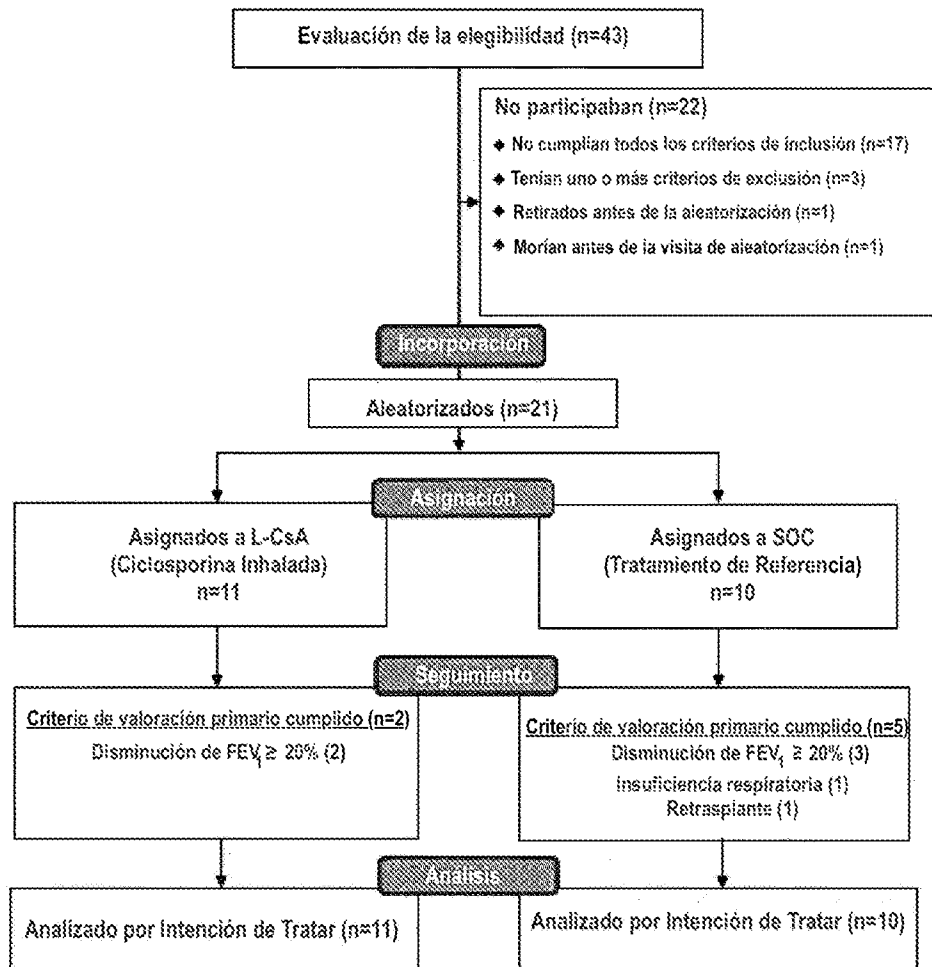 Evaluación de la elegibilidad (n=43)
No participaban (n=22)
◆ No cumplían todos los criterios de inclusión (n=17)
◆ Tenían uno o más criterios de exclusión (n=3)
◆ Retirados antes de la aleatorización (n=1)
◆ Morían antes de la visita de aleatorización (n=1)
Incorporación
Aleatorizados (n=21)
Asignación
Asignados a L-CsA
(Ciclosporina Inhalada)
n=11
Asignados a SOC
(Tratamiento de Referencia)
n=10
Seguimiento
Criterio de valoración primario cumplido (n=2)
Disminución de FEV₁ ≥ 20% (2)
Criterio de valoración primario cumplido (n=5)
Disminución de FEV₁ ≥ 20% (3)
Insuficiencia respiratoria (1)
Retrasplante (1)
Análisis
Analizado por Intención de Tratar (n=11)
Analizado por Intención de Tratar (n=10)